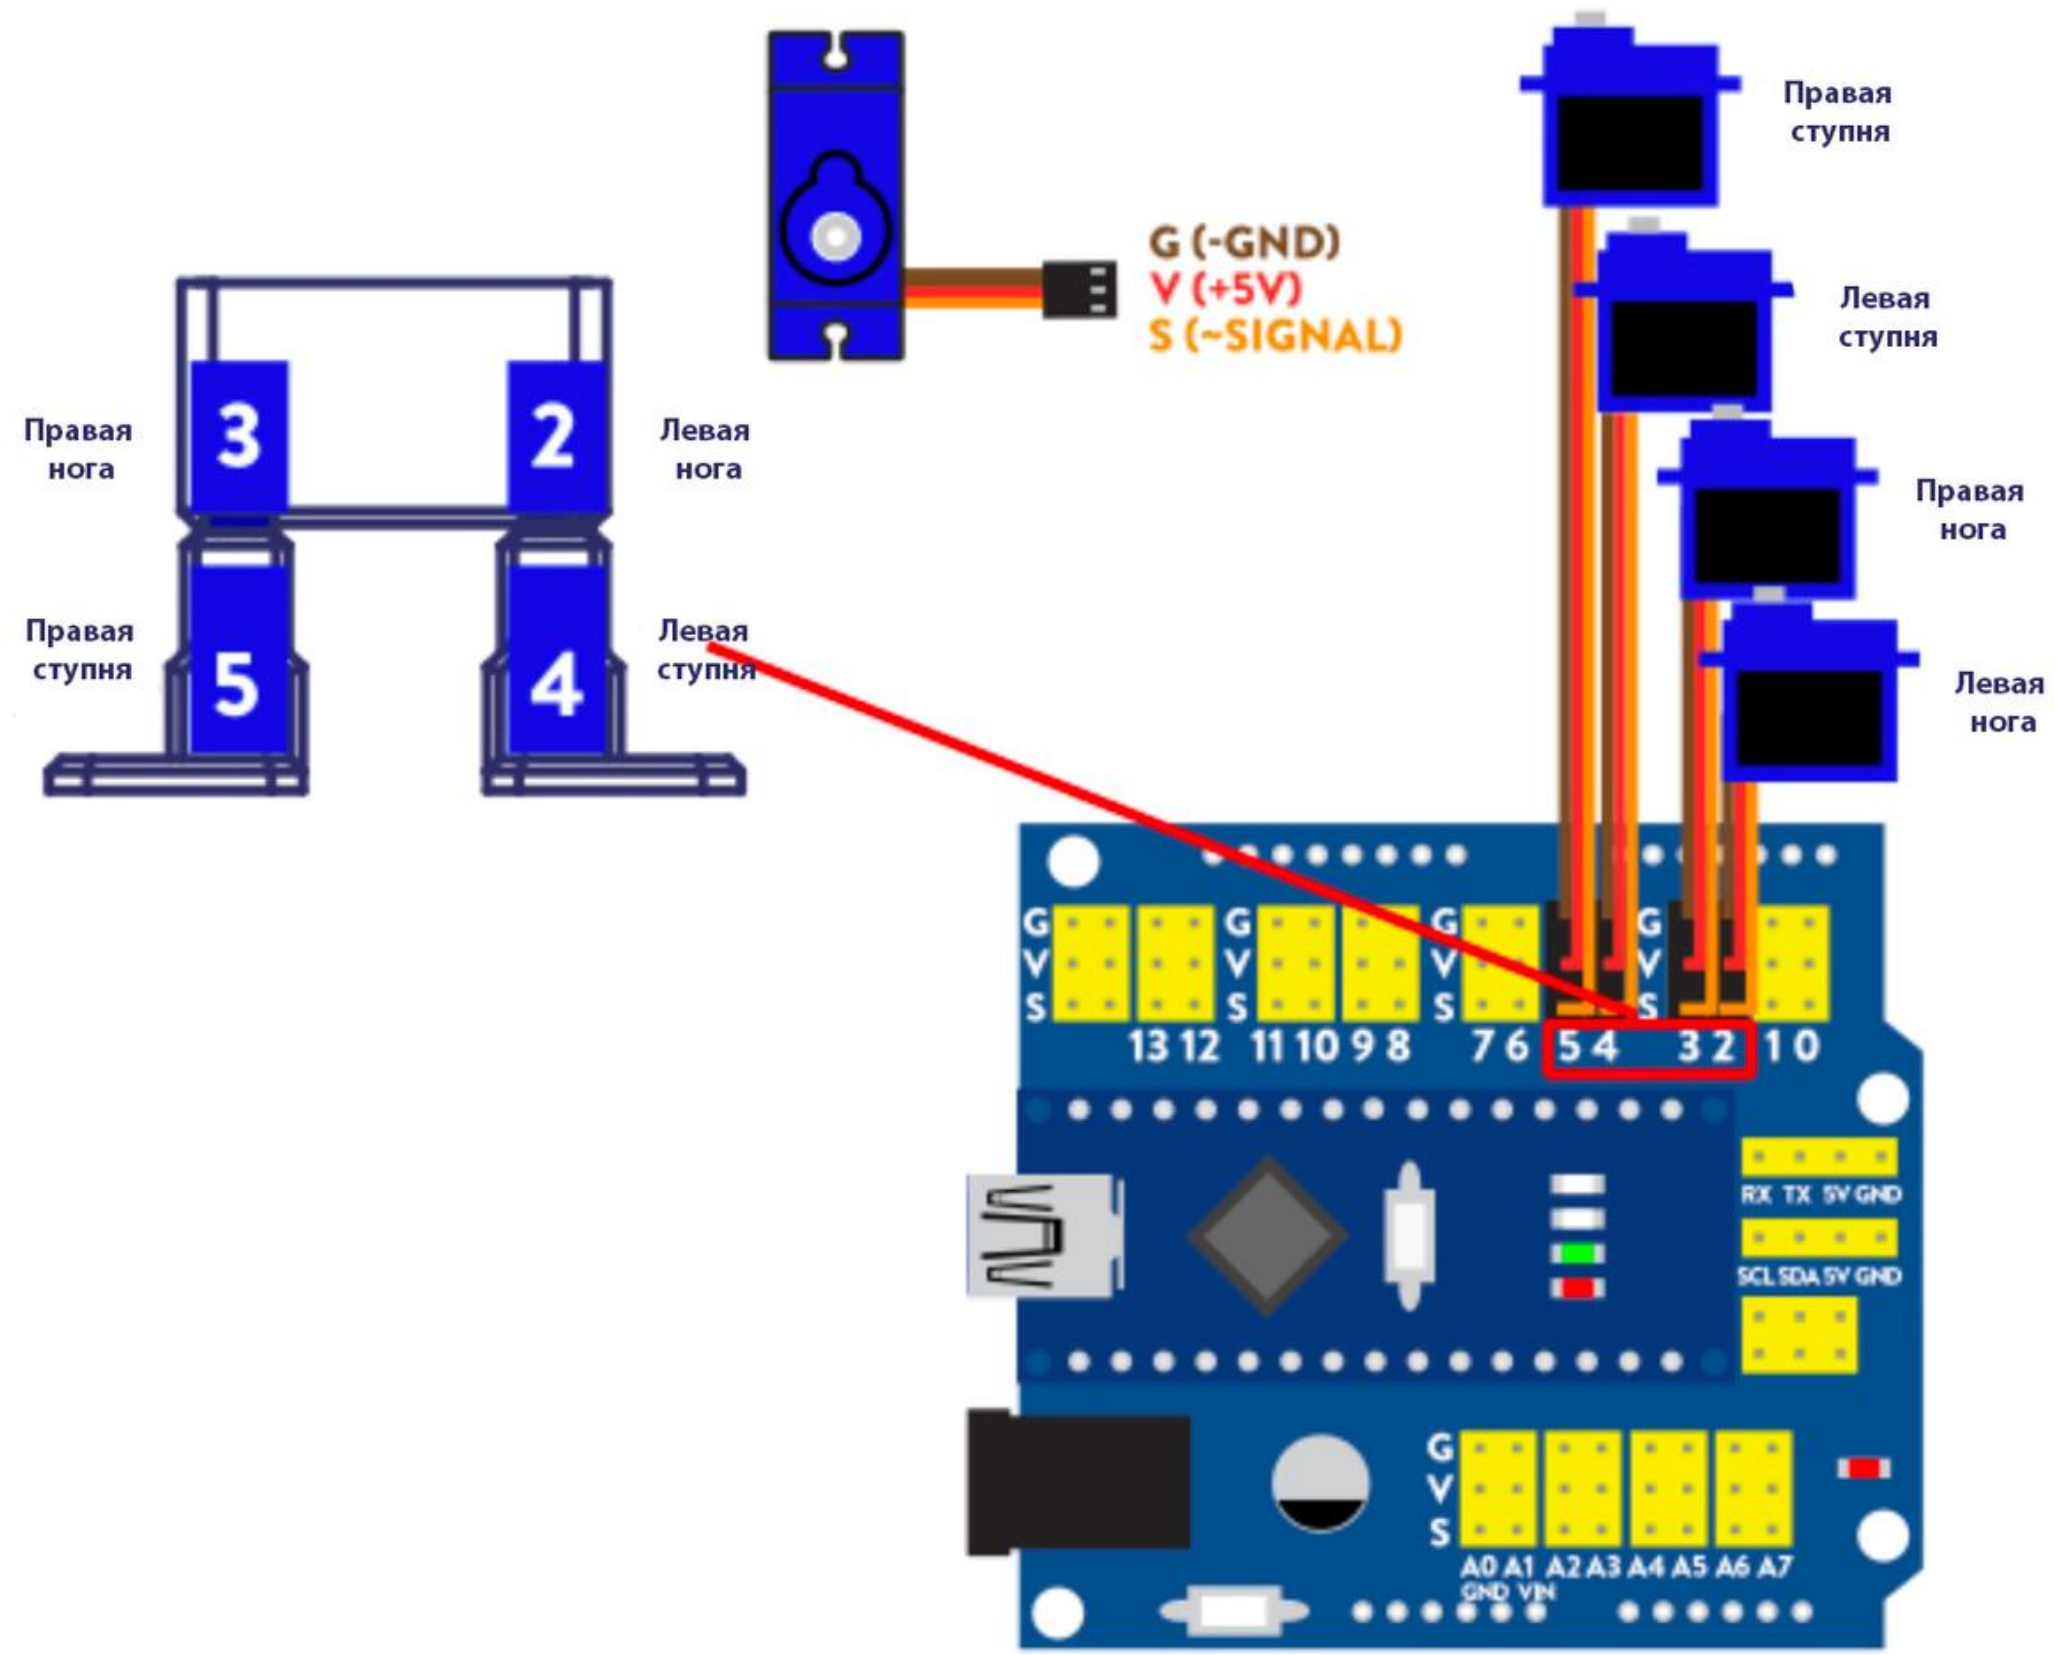 Правая
ступня
Левая
ступня
Правая
нога
Левая
нога
G (-GND)
V (+5V)
S (~SIGNAL)
3
2
Правая
нога
Левая
нога
5
4
Правая
ступня
Левая
ступня
G G G G
V V V V
S S S S
13 12 11 10 9 8 7 6 5 4 3 2 1 0
RX TX 5V GND
SCL SDA 5V GND
G
V
S
A0 A1 A2 A3 A4 A5 A6 A7
GND VIN